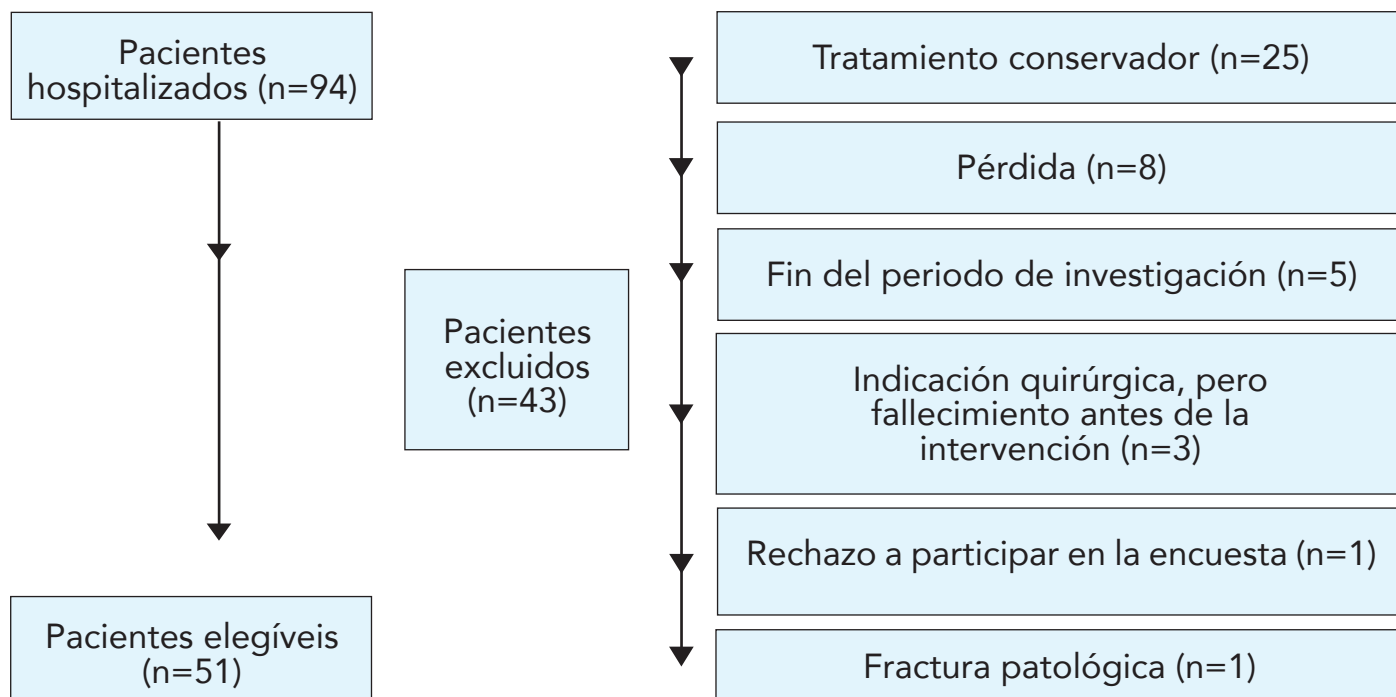 Pacientes
hospitalizados (n=94)
Tratamiento conservador (n=25)
Pérdida (n=8)
Fin del periodo de investigación (n=5)
Pacientes
excluidos
(n=43)
Indicación quirúrgica, pero
fallecimiento antes de la
intervención (n=3)
Rechazo a participar en la encuesta (n=1)
Pacientes elegíveis
(n=51)
Fractura patológica (n=1)